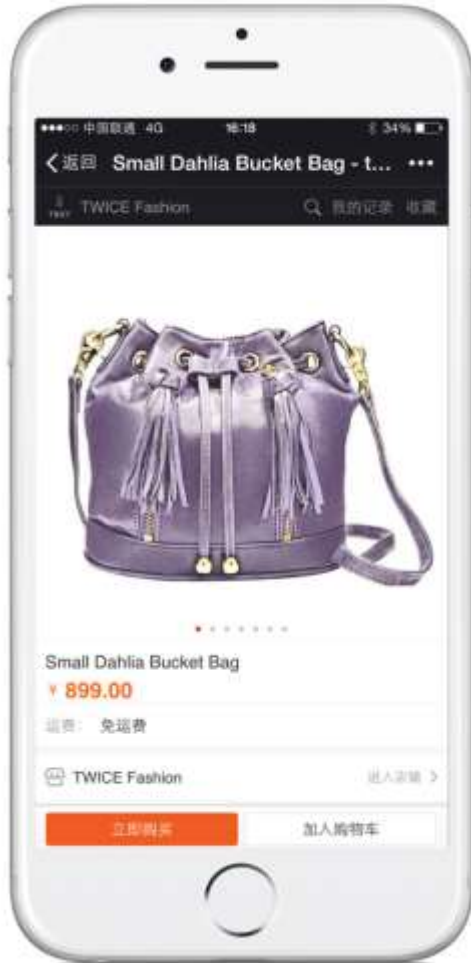 中国联通 4G 16:18 34%
返回 Small Dahlia Bucket Bag - t... •••
TWICE Fashion 我的记录 收藏
Small Dahlia Bucket Bag
¥ 899.00
运费: 免运费
TWICE Fashion 进入店铺 >
立即购买 加入购物车